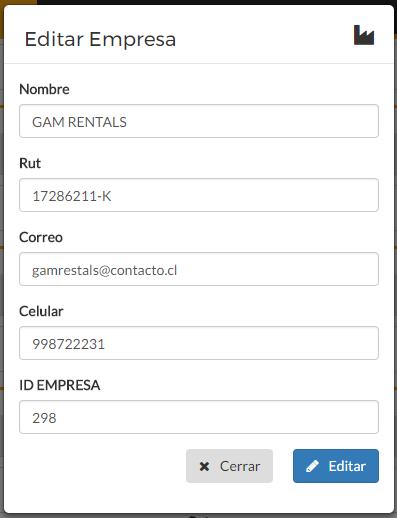 Editar Empresa
Nombre
GAM RENTALS
Rut
17286211-K
Correo
gamrestals@contacto.cl
Celular
998722231
ID EMPRESA
298
Cerrar
Editar